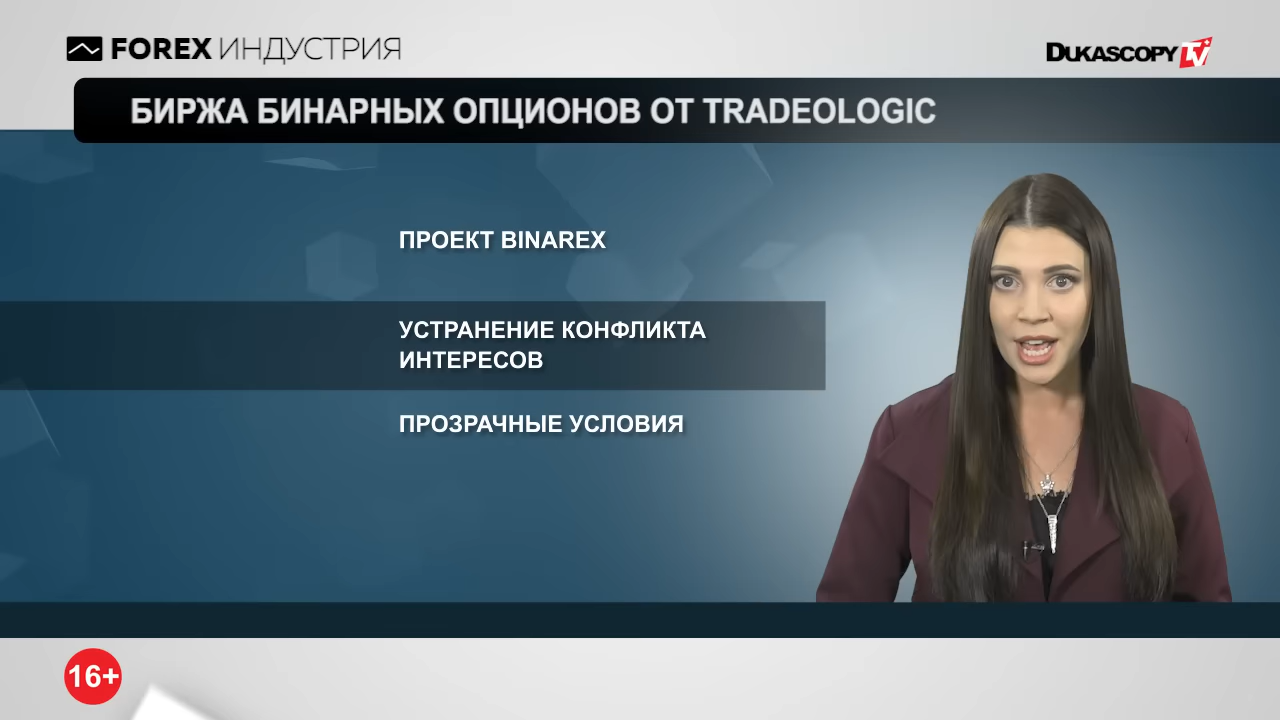 FOREX ИНДУСТРИЯ
DUKASCOPY TV
БИРЖА БИНАРНЫХ ОПЦИОНОВ ОТ TRADEOLOGIC
ПРОЕКТ BINAREX
УСТРАНЕНИЕ КОНФЛИКТА
ИНТЕРЕСОВ
ПРОЗРАЧНЫЕ УСЛОВИЯ
16+